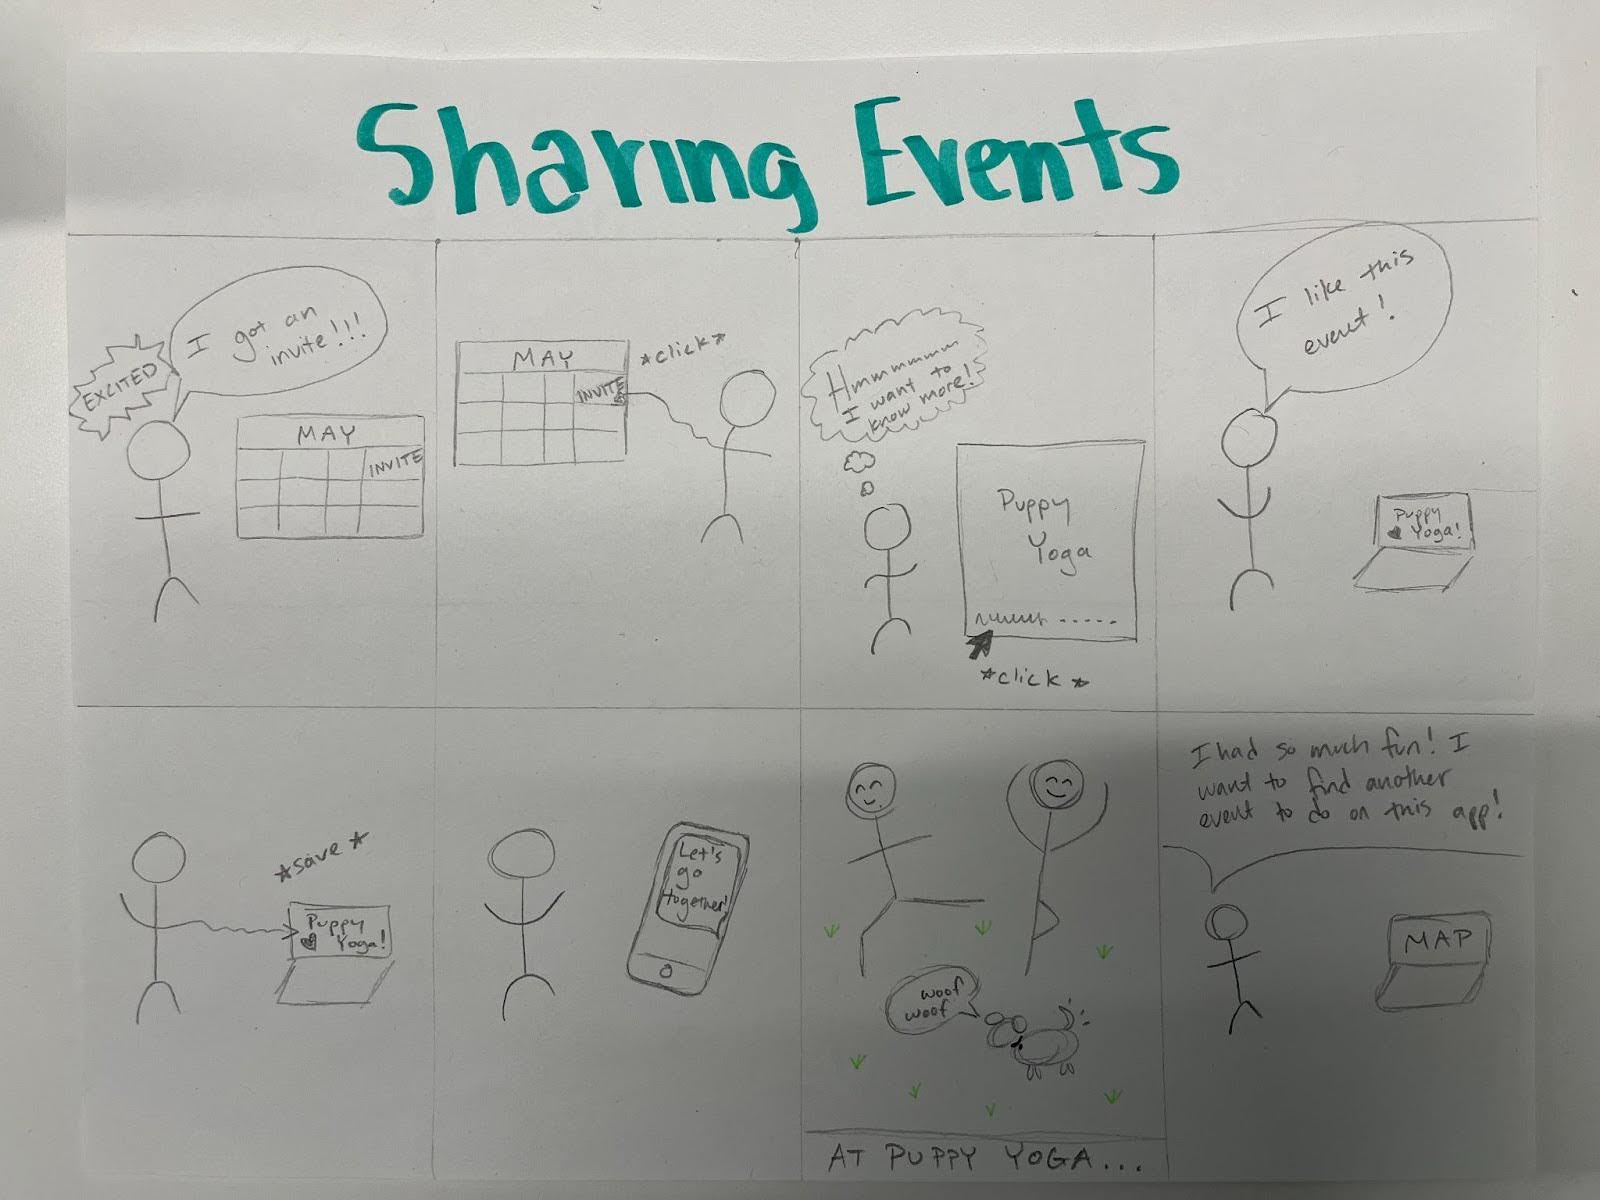 Sharing Events
EXCITED
I got an
invite!!!
MAY
INVITE
MAY
INVITE
*click*
Hmmmmmm
I want to
know more!
Puppy
Yoga
*click*
I like this
event!
Puppy
Yoga!
*save*
Puppy
Yoga!
Let's
go
together!
woof
woof
AT PUPPY YOGA...
I had so much fun! I
want to find another
event to do on this app!
MAP